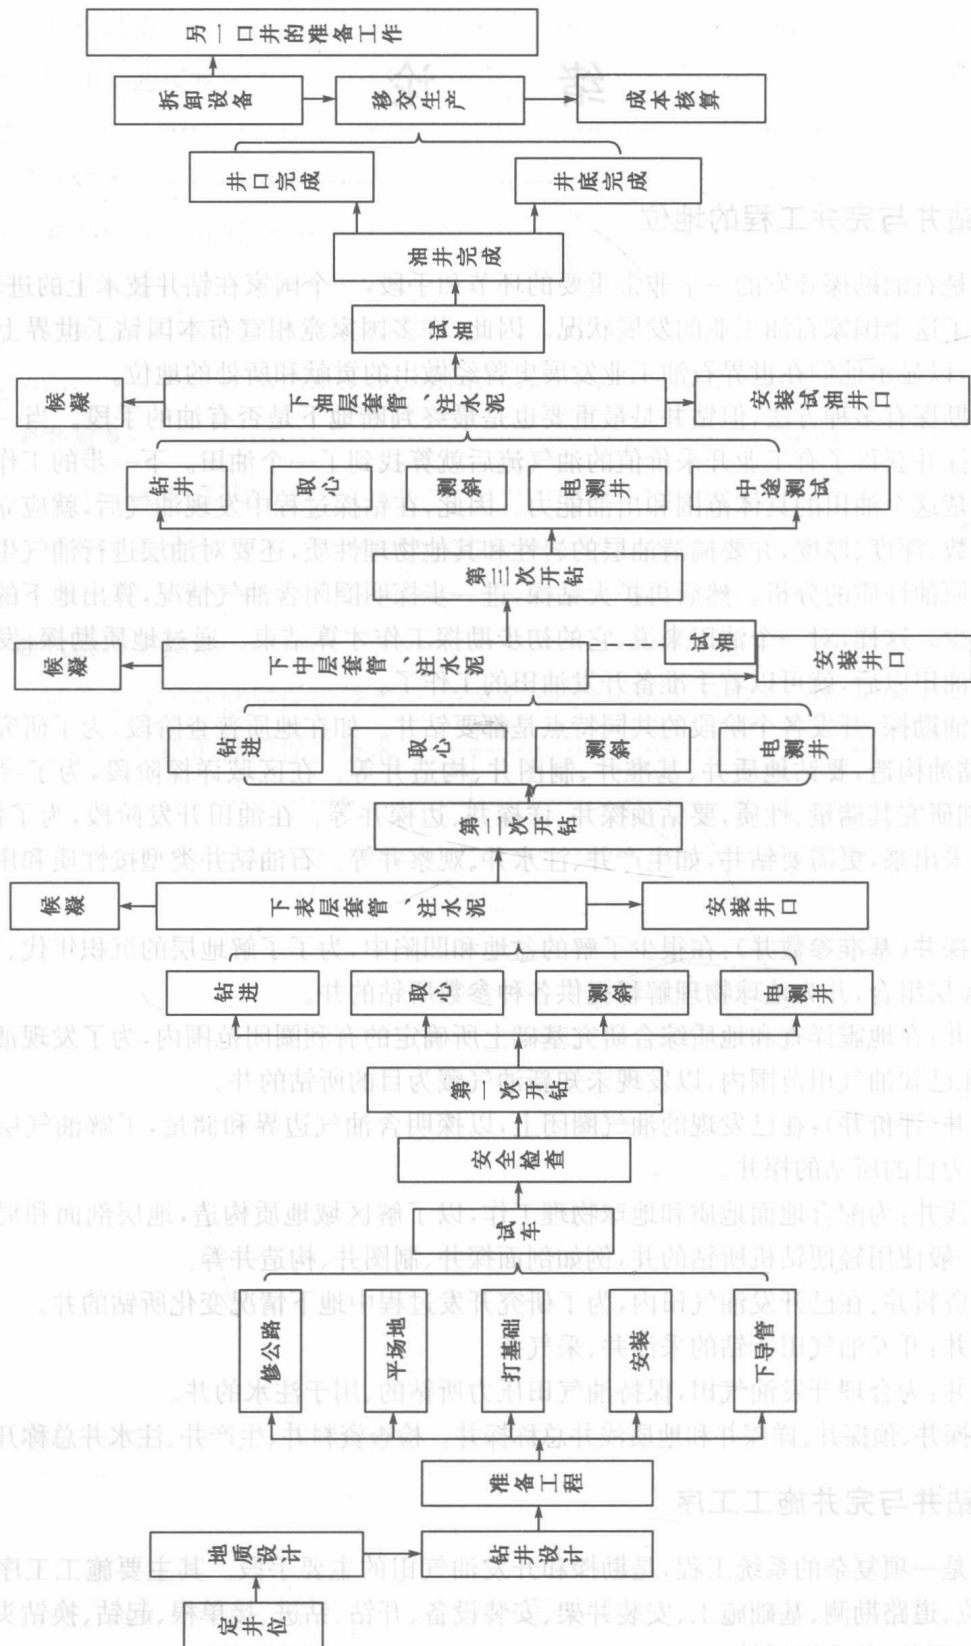 定井位
地质设计
钻井设计
准备工程
修公路
平场地
打基础
安装
下导管
试车
安全检查
第一次开钻
钻进
取心
测斜
电测井
候凝
下表层套管、注水泥
安装井口
第二次开钻
钻进
取心
测斜
电测井
候凝
下中层套管、注水泥
试油
安装井口
第三次开钻
钻井
取心
测斜
电测井
中途测试
候凝
下油层套管、注水泥
安装试油井口
试油
油井完成
井口完成
井底完成
拆卸设备
移交生产
成本核算
另一口井的准备工作